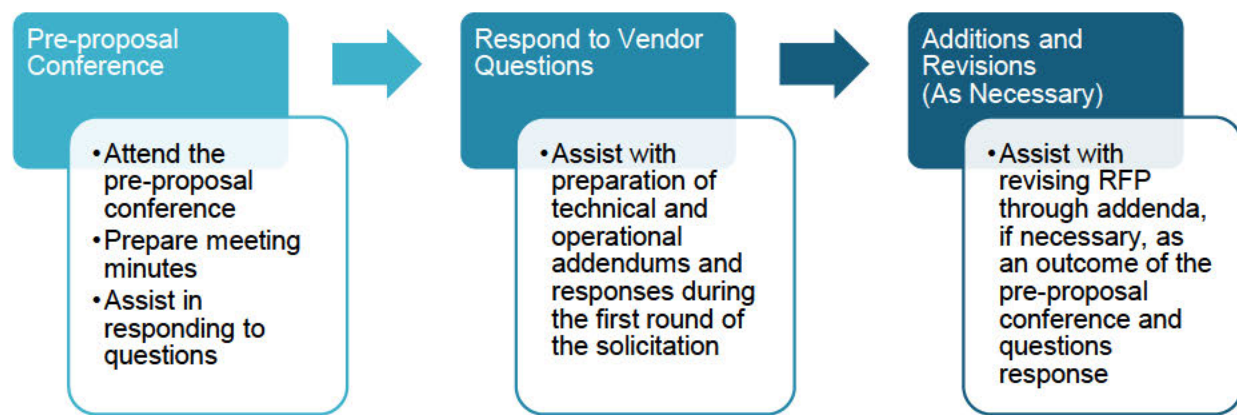 Pre-proposal
Conference
•Attend the
pre-proposal
conference
•Prepare meeting
minutes
•Assist in
responding to
questions
Respond to Vendor
Questions
•Assist with
preparation of
technical and
operational
addendums and
responses during
the first round of
the solicitation
Additions and
Revisions
(As Necessary)
•Assist with
revising RFP
through addenda,
if necessary, as
an outcome of the
pre-proposal
conference and
questions
response